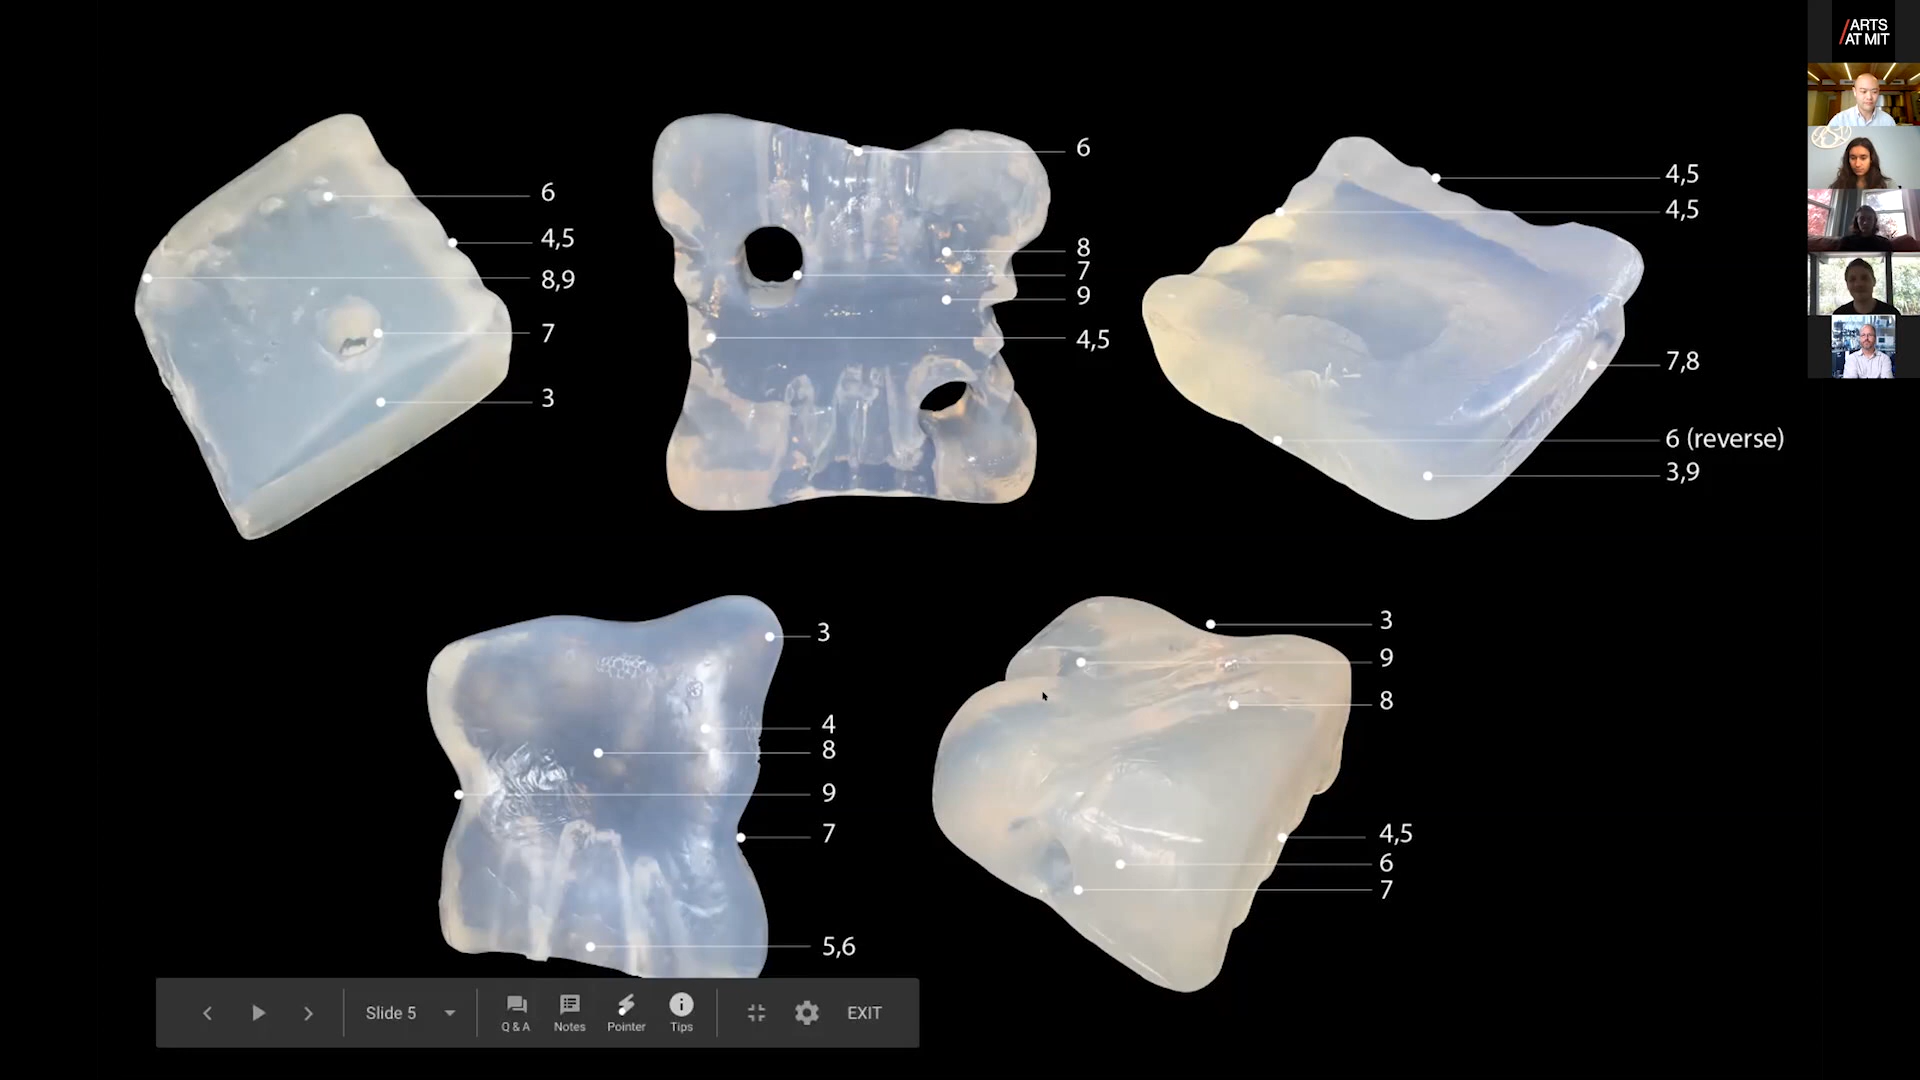 /ARTS
AT MIT
6
4,5
8,9
7
3
6
8
7
9
4,5
4,5
4,5
7,8
6 (reverse)
3,9
3
4
8
9
7
5,6
3
9
8
4,5
6
7
Slide 5
Q & A
Notes
Pointer
Tips
EXIT